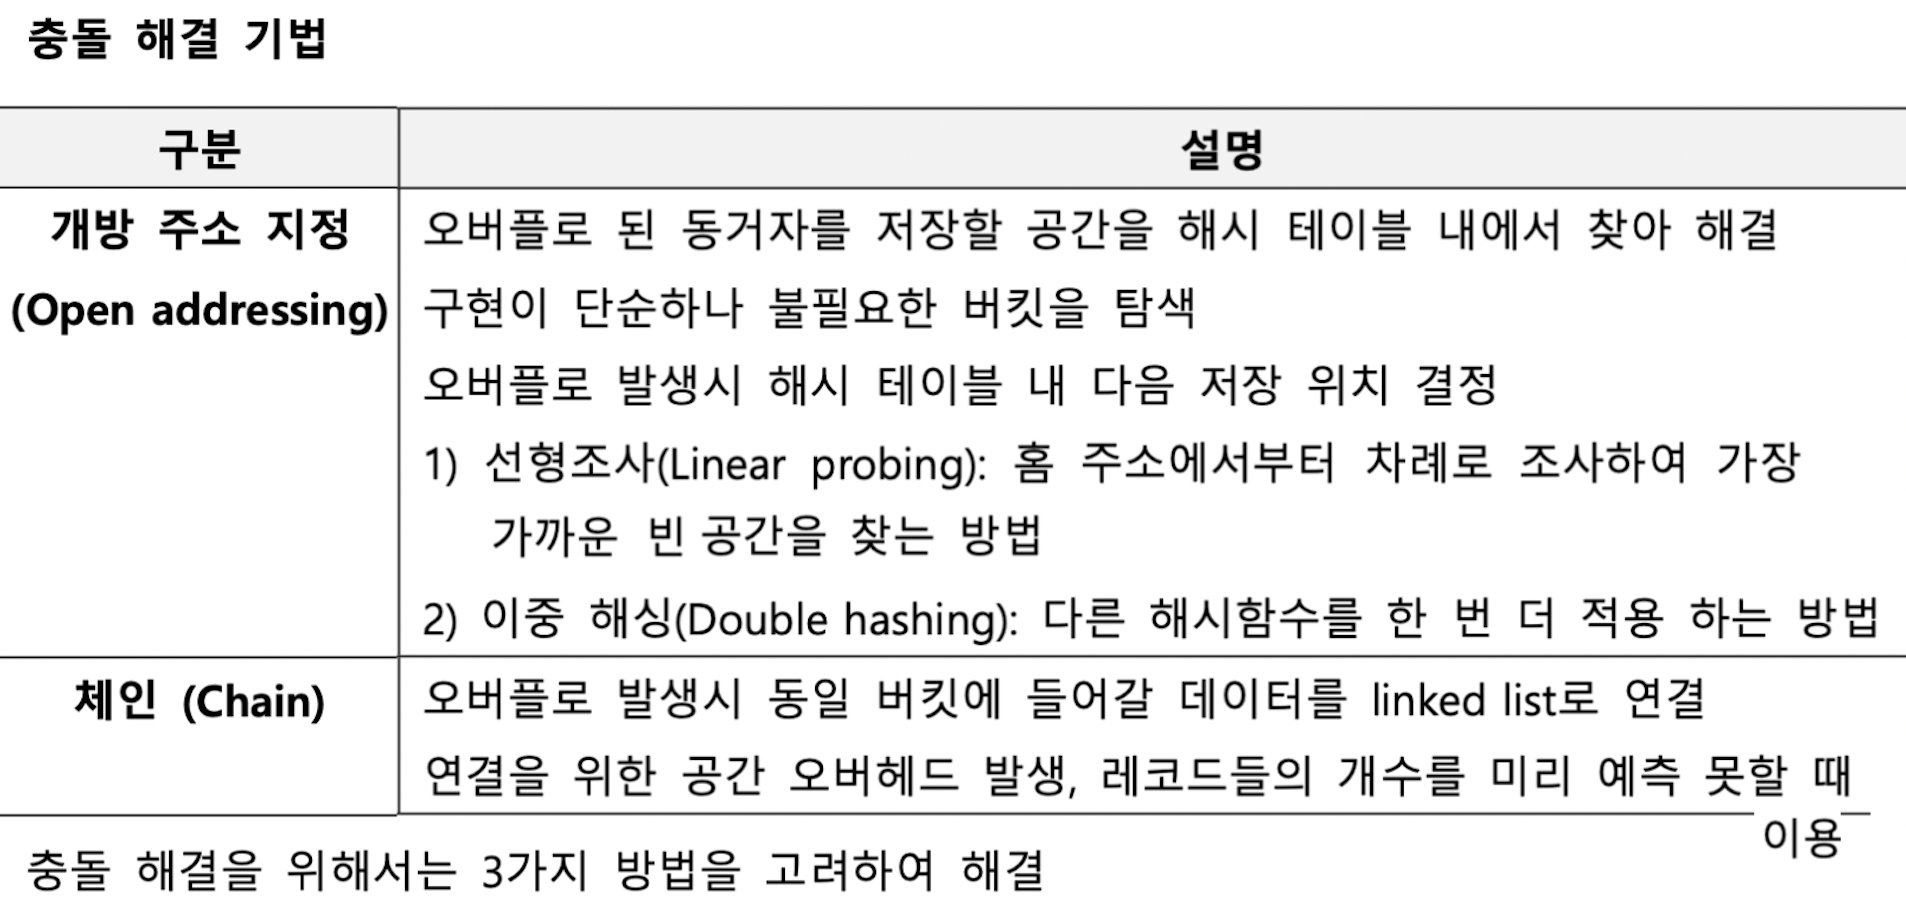 충돌 해결 기법
구분
설명
개방 주소 지정
(Open addressing)
오버플로 된 동거자를 저장할 공간을 해시 테이블 내에서 찾아 해결
구현이 단순하나 불필요한 버킷을 탐색
오버플로 발생시 해시 테이블 내 다음 저장 위치 결정
1) 선형조사(Linear probing): 홈 주소에서부터 차례로 조사하여 가장
가까운 빈 공간을 찾는 방법
2) 이중 해싱(Double hashing): 다른 해시함수를 한 번 더 적용 하는 방법
체인 (Chain)
오버플로 발생시 동일 버킷에 들어갈 데이터를 linked list로 연결
연결을 위한 공간 오버헤드 발생, 레코드들의 개수를 미리 예측 못할 때
이용
충돌 해결을 위해서는 3가지 방법을 고려하여 해결